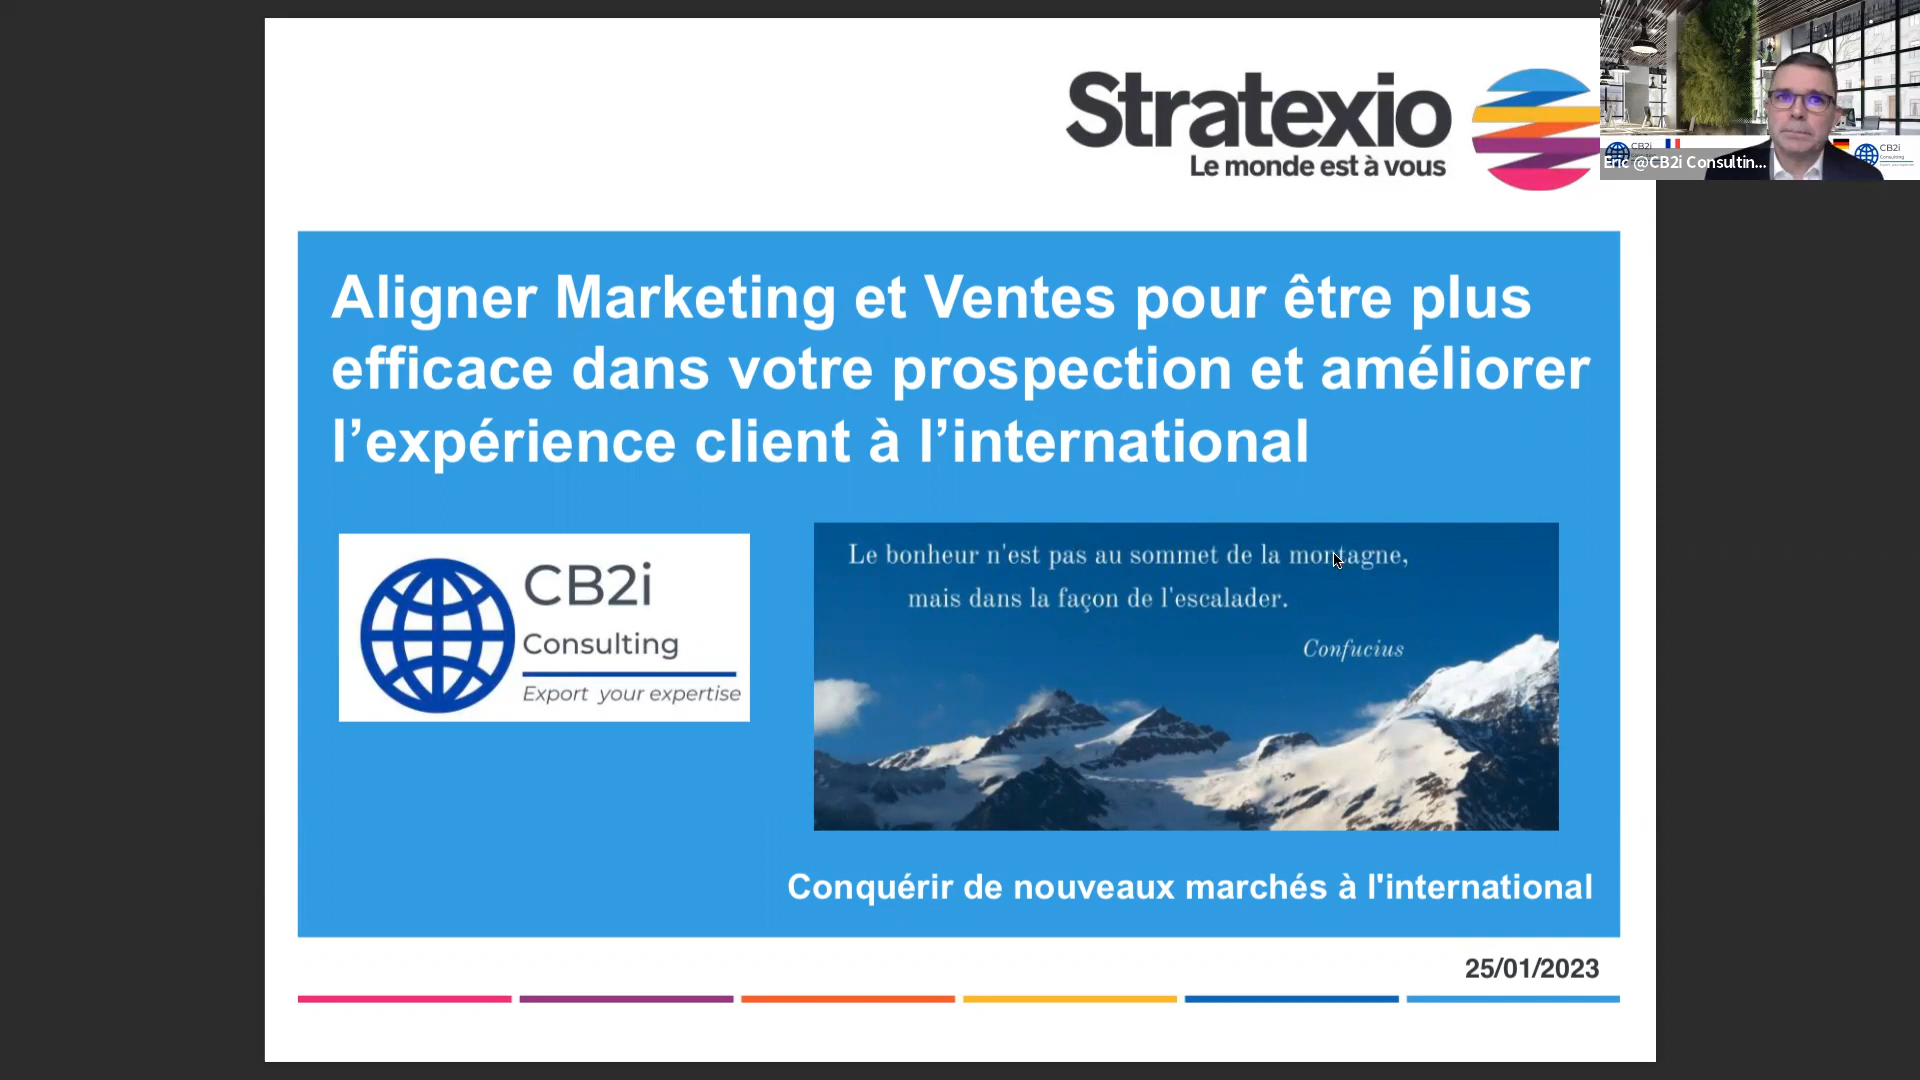 Stratexio
Le monde est à vous
CB2i
CB2i
Consulting
Eric @CB2i Consultin...
Aligner Marketing et Ventes pour être plus
efficace dans votre prospection et améliorer
l’expérience client à l’international
CB2i
Consulting
Export your expertise
Le bonheur n'est pas au sommet de la montagne,
mais dans la façon de l'escalader.
Confucius
Conquérir de nouveaux marchés à l'international
25/01/2023